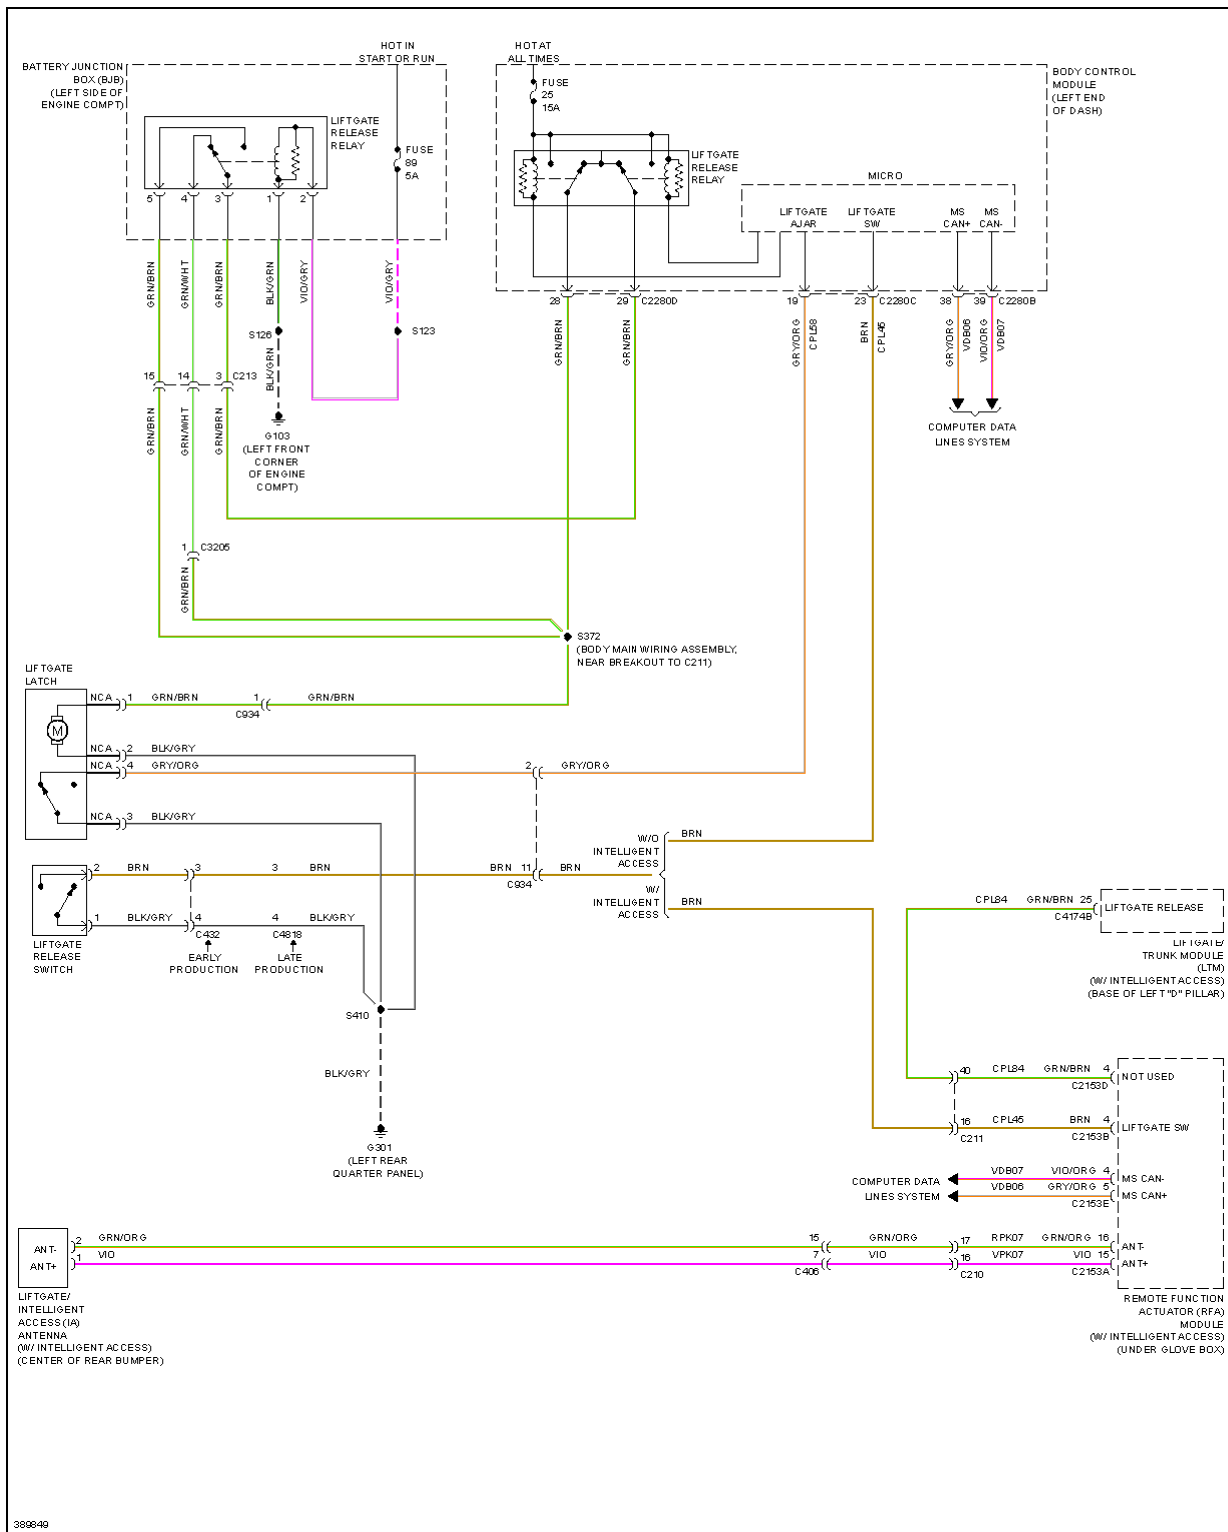 HOT IN
START OR RUN
HOT AT
ALL TIMES
BATTERY JUNCTION
BOX (BJB)
(LEFT SIDE OF
ENGINE COMPT)
LIFTGATE
RELEASE
RELAY
FUSE
89
5A
5
4
3
1
2
FUSE
25
15A
LIFTGATE
RELEASE
RELAY
BODY CONTROL
MODULE
(LEFT END
OF DASH)
MICRO
LIFTGATE
AJAR
LIFTGATE
SW
MS
CAN+
MS
CAN-
28
29
C2280D
19
23
C2280C
38
39
C2280B
GRN/BRN
GRN/WHT
GRN/BRN
BLK/GRN
VIO/GRY
VIO/GRY
GRN/BRN
GRN/BRN
GRY/ORG
CPL58
BRN
CPL45
GRY/ORG
VDB06
VIO/ORG
VDB07
S126
S123
BLK/GRN
15
14
3
C213
GRN/BRN
GRN/WHT
GRN/BRN
G103
(LEFT FRONT
CORNER
OF ENGINE
COMPT)
COMPUTER DATA
LINES SYSTEM
1
C3205
GRN/BRN
S372
(BODY MAIN WIRING ASSEMBLY,
NEAR BREAKOUT TO C211)
LIFTGATE
LATCH
M
NCA
1
GRN/BRN
1
GRN/BRN
C934
NCA
2
BLK/GRY
NCA
4
GRY/ORG
2
GRY/ORG
NCA
3
BLK/GRY
W/O
INTELLIGENT
ACCESS
BRN
2
BRN
3
3
BRN
BRN
11
BRN
C934
W/
INTELLIGENT
ACCESS
BRN
1
BLK/GRY
4
4
BLK/GRY
C432
C4818
EARLY
PRODUCTION
LATE
PRODUCTION
LIFTGATE
RELEASE
SWITCH
CPL84
GRN/BRN
25
LIFTGATE RELEASE
C4174B
LIFTGATE/
TRUNK MODULE
(LTM)
(W/ INTELLIGENT ACCESS)
(BASE OF LEFT "D" PILLAR)
S410
BLK/GRY
G301
(LEFT REAR
QUARTER PANEL)
40
CPL84
GRN/BRN
4
NOT USED
C2153D
16
CPL45
BRN
4
LIFTGATE SW
C211
C2153B
COMPUTER DATA
LINES SYSTEM
VDB07
VIO/ORG
4
MS CAN-
VDB06
GRY/ORG
5
MS CAN+
C2153E
ANT-
2
GRN/ORG
15
GRN/ORG
17
RPK07
GRN/ORG
16
ANT-
ANT+
1
VIO
7
VIO
16
VPK07
VIO
15
ANT+
C406
C210
C2153A
LIFTGATE/
INTELLIGENT
ACCESS (IA)
ANTENNA
(W/ INTELLIGENT ACCESS)
(CENTER OF REAR BUMPER)
REMOTE FUNCTION
ACTUATOR (RFA)
MODULE
(W/ INTELLIGENT ACCESS)
(UNDER GLOVE BOX)
389849